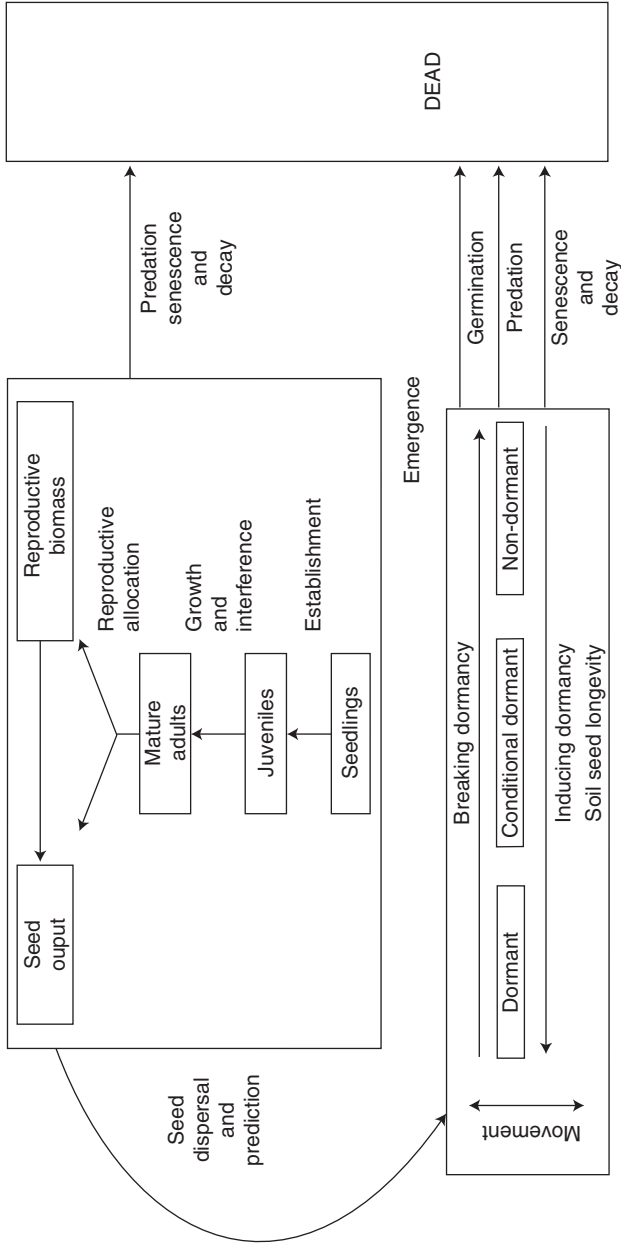 Seed
ouput
Reproductive
biomass
Reproductive
allocation
Mature
adults
Growth
and
interference
Juveniles
Establishment
Seedlings
Predation
senescence
and
decay
DEAD
Seed
dispersal
and
prediction
Emergence
Movement
Breaking dormancy
Dormant
Conditional dormant
Non-dormant
Inducing dormancy
Soil seed longevity
Germination
Predation
Senescence
and
decay